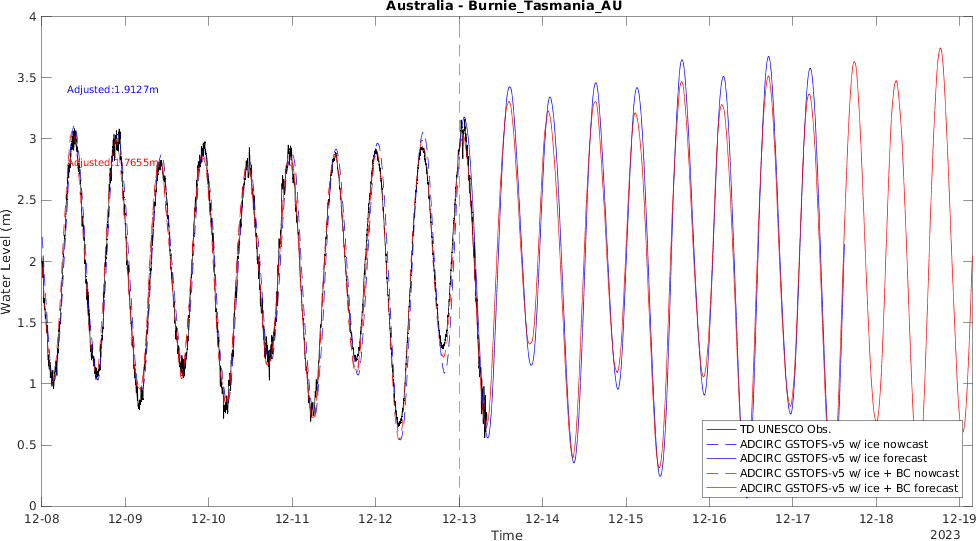 Australia - Burnie_Tasmania_AU
4
3.5
3
2.5
2
1.5
1
0.5
0
Water Level (m)
Adjusted:1.9127m
Adjusted:1.7655m
TD UNESCO Obs.
ADCIRC GSTOFS-v5 w/ ice nowcast
ADCIRC GSTOFS-v5 w/ ice forecast
ADCIRC GSTOFS-v5 w/ ice + BC nowcast
ADCIRC GSTOFS-v5 w/ ice + BC forecast
12-08 12-09 12-10 12-11 12-12 12-13 12-14 12-15 12-16 12-17 12-18 12-19
Time
2023